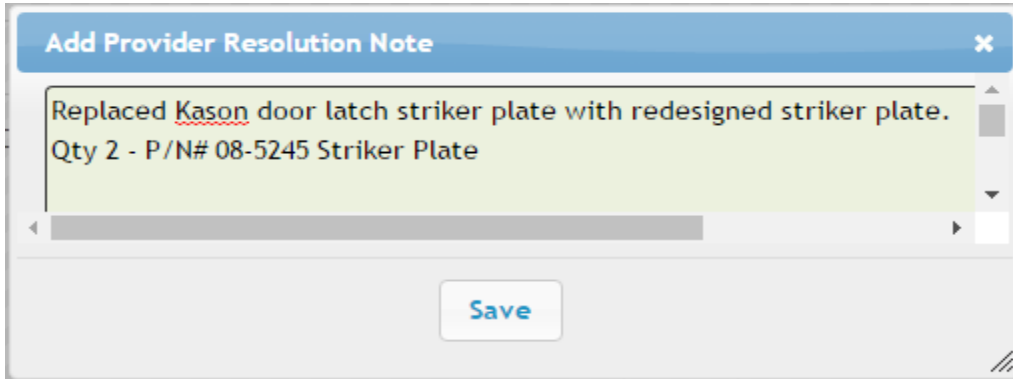 Add Provider Resolution Note
Replaced Kason door latch striker plate with redesigned striker plate.
Qty 2 - P/N# 08-5245 Striker Plate
Save